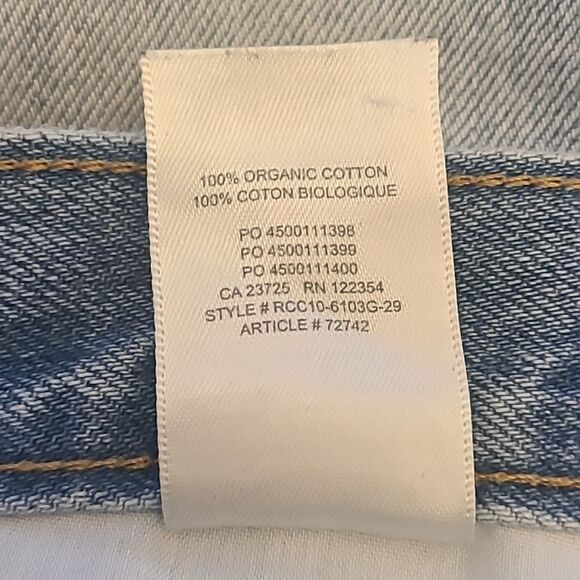 100% ORGANIC COTTON
100% COTON BIOLOGIQUE
PO 4500111398
PO 4500111399
PO 4500111400
CA 23725 RN 122354
STYLE # RCC10-6103G-29
ARTICLE # 72742